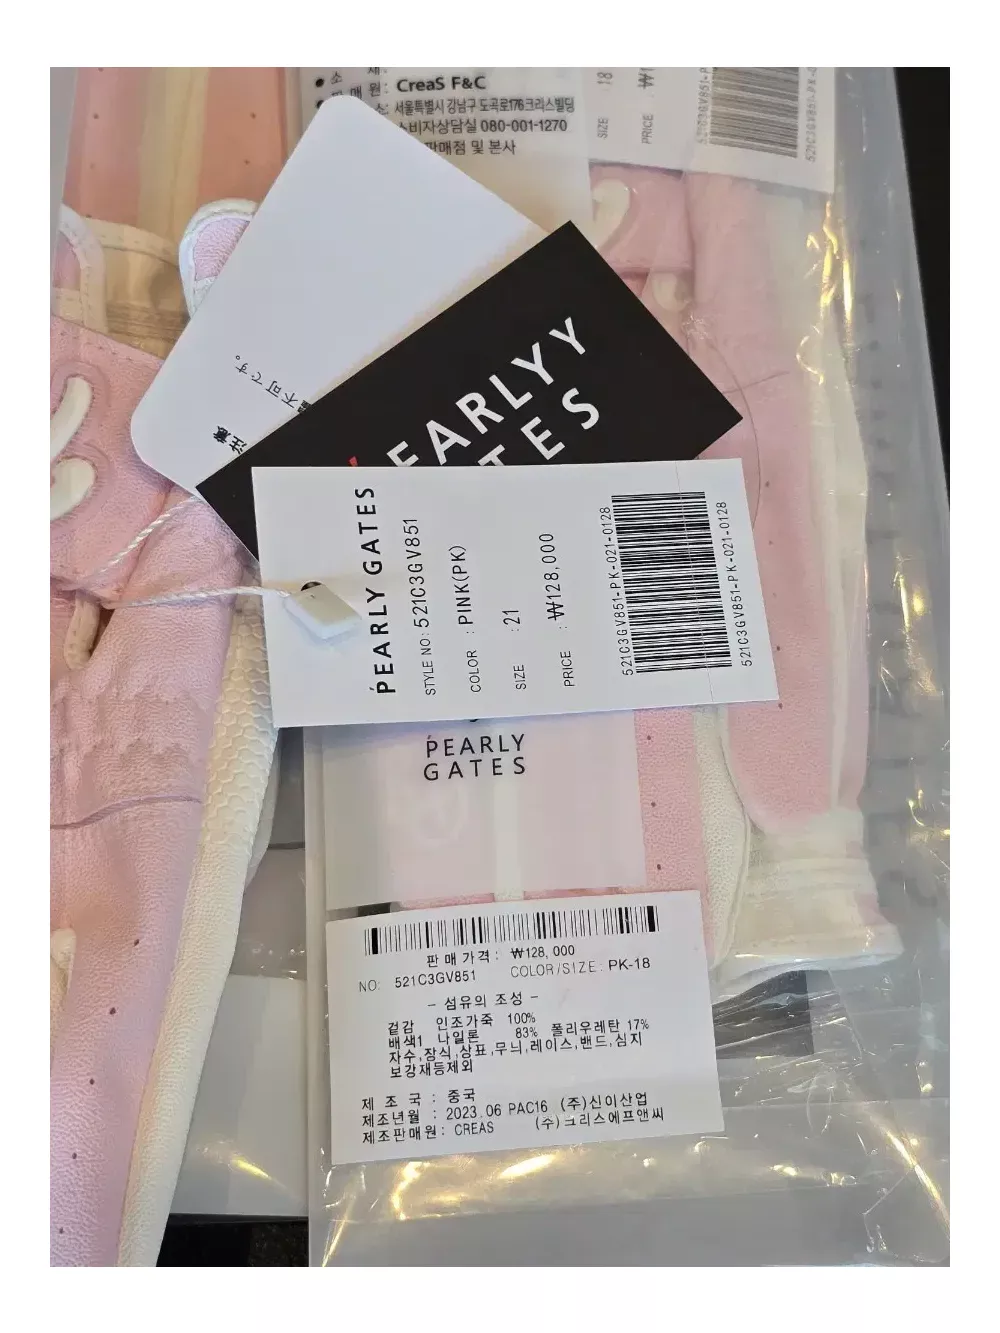 CreaS F&C
서울특별시 강남구 도곡로176크리스빌딩
소비자상담실 080-001-1270
판매점 및 본사
SIZE 18
PRICE
不可です。
PEARLY GATES
STYLE NO: 521C3GV851
COLOR : PINK(PK)
SIZE : 21
PRICE : ₩128,000
521C3GV851-PK-021-0128
521C3GV851-PK-021-0128
PEARLY
GATES
판매가격: ₩128,000
NO: 521C3GV851 COLOR/SIZE: PK-18
- 섬유의 조성 -
겉감 인조가죽 100%
배색1 나일론 83% 폴리우레탄 17%
자수,장식,상표,무늬,레이스,밴드,심지
보강재등제외
제 조 국 : 중국
제조년월 : 2023.06 PAC16 (주)신이산업
제조판매원: CREAS (주)크리스에프앤씨